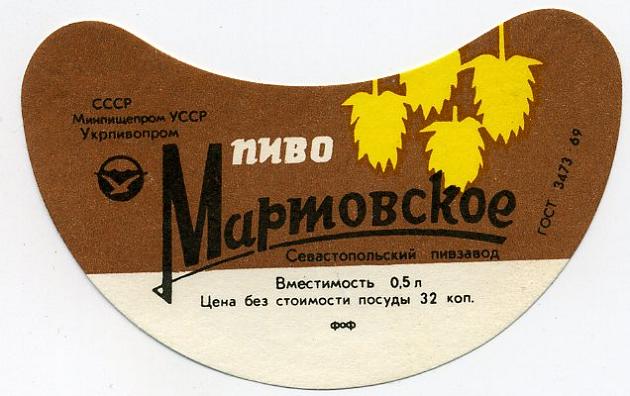 СССР
Минпищепром УССР
Укрпивопром
пиво
Мартовское
Севастопольский пивзавод
ГОСТ 3473-69
Вместимость 0,5 л
Цена без стоимости посуды 32 коп.
фоф